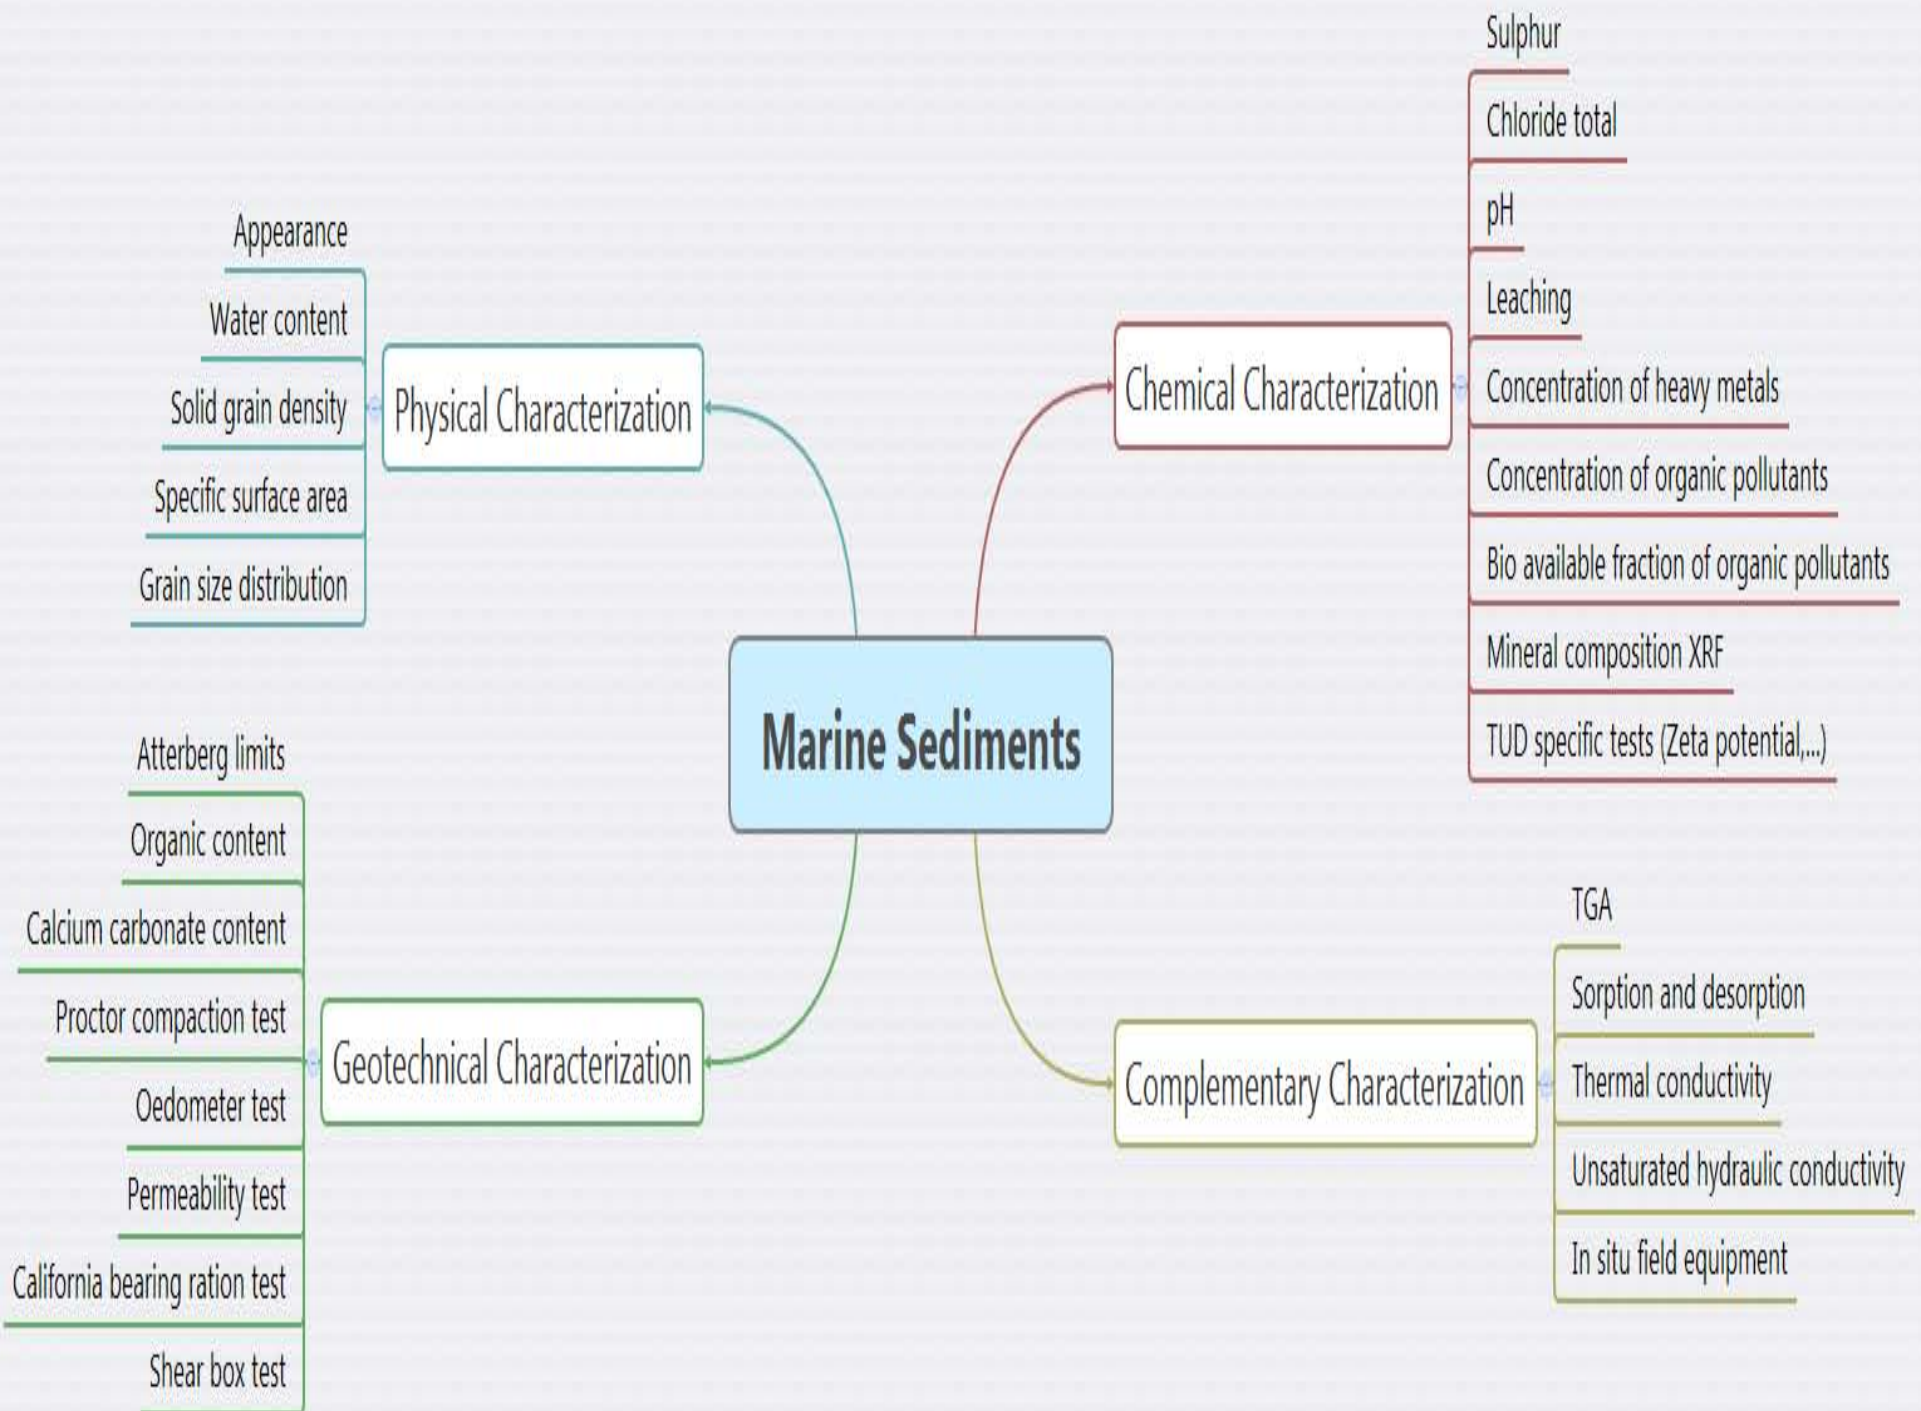 Marine Sediments
Physical Characterization
Appearance
Water content
Solid grain density
Specific surface area
Grain size distribution
Geotechnical Characterization
Atterberg limits
Organic content
Calcium carbonate content
Proctor compaction test
Oedometer test
Permeability test
California bearing ration test
Shear box test
Chemical Characterization
Sulphur
Chloride total
pH
Leaching
Concentration of heavy metals
Concentration of organic pollutants
Bio available fraction of organic pollutants
Mineral composition XRF
TUD specific tests (Zeta potential,...)
Complementary Characterization
TGA
Sorption and desorption
Thermal conductivity
Unsaturated hydraulic conductivity
In situ field equipment